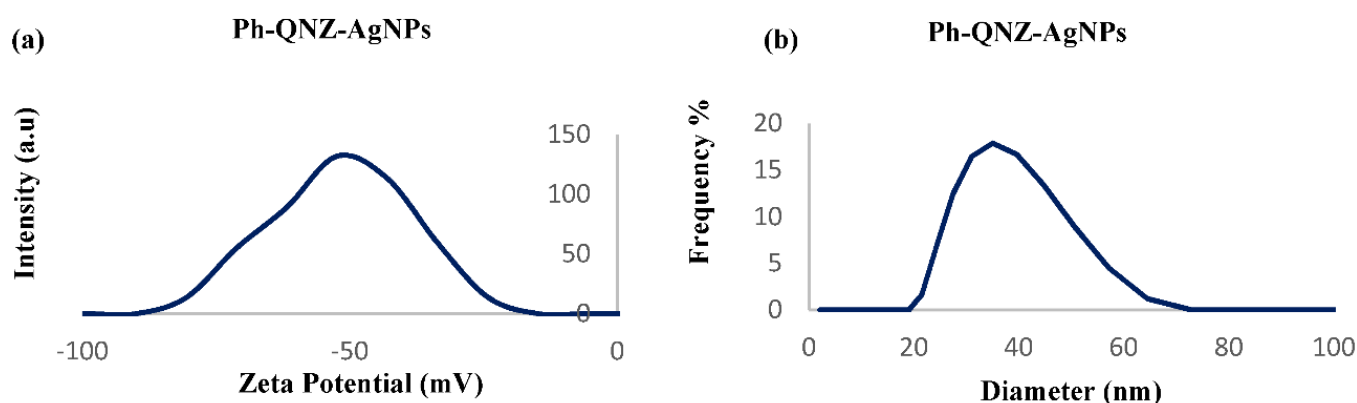 (a)
Ph-QNZ-AgNPs
Intensity (a.u)
150
100
50
0
-100
-50
0
Zeta Potential (mV)
(b)
Ph-QNZ-AgNPs
Frequency %
20
15
10
5
0
0
20
40
60
80
100
Diameter (nm)